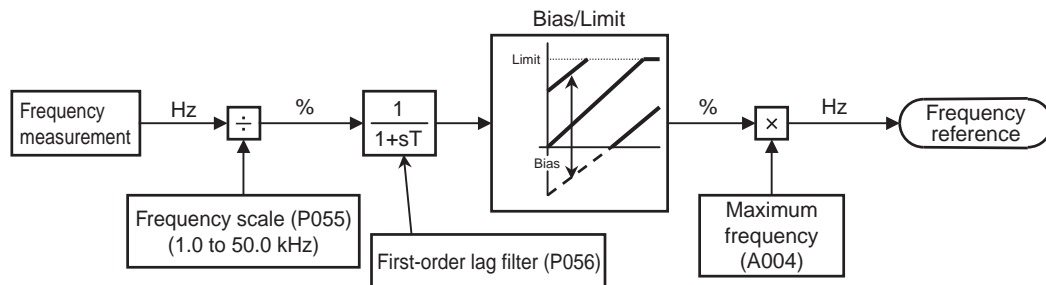 Bias/Limit
Limit
Bias
Frequency
measurement
Hz
÷
%
1
1+sT
%
×
Hz
Frequency
reference
Frequency scale (P055)
(1.0 to 50.0 kHz)
First-order lag filter (P056)
Maximum
frequency
(A004)